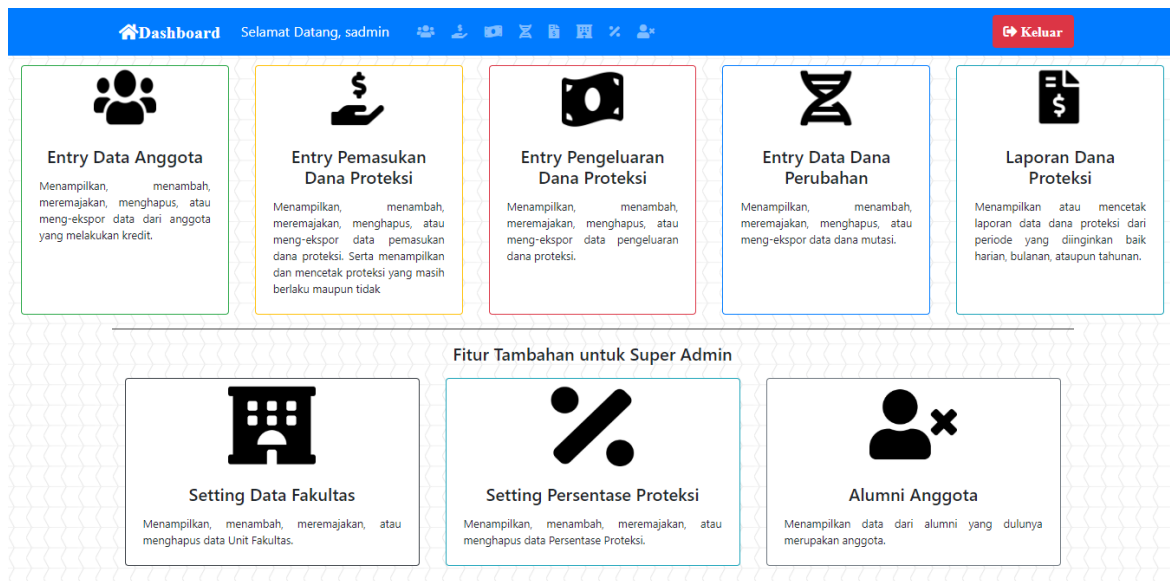 Dashboard Selamat Datang, sadmin Keluar
Entry Data Anggota
Menampilkan, menambah,
meremajakan, menghapus, atau
meng-ekspor data dari anggota
yang melakukan kredit.
Entry Pemasukan
Dana Proteksi
Menampilkan, menambah,
meremajakan, menghapus, atau
meng-ekspor data pemasukan
dana proteksi. Serta menampilkan
dan mencetak proteksi yang masih
berlaku maupun tidak
Entry Pengeluaran
Dana Proteksi
Menampilkan, menambah,
meremajakan, menghapus, atau
meng-ekspor data pengeluaran
dana proteksi.
Entry Data Dana
Perubahan
Menampilkan, menambah,
meremajakan, menghapus, atau
meng-ekspor data dana mutasi.
Laporan Dana
Proteksi
Menampilkan atau mencetak
laporan data dana proteksi dari
periode yang diinginkan baik
harian, bulanan, ataupun tahunan.
Fitur Tambahan untuk Super Admin
Setting Data Fakultas
Menampilkan, menambah, meremajakan, atau
menghapus data Unit Fakultas.
Setting Persentase Proteksi
Menampilkan, menambah, meremajakan, atau
menghapus data Persentase Proteksi.
Alumni Anggota
Menampilkan data dari alumni yang dulunya
merupakan anggota.